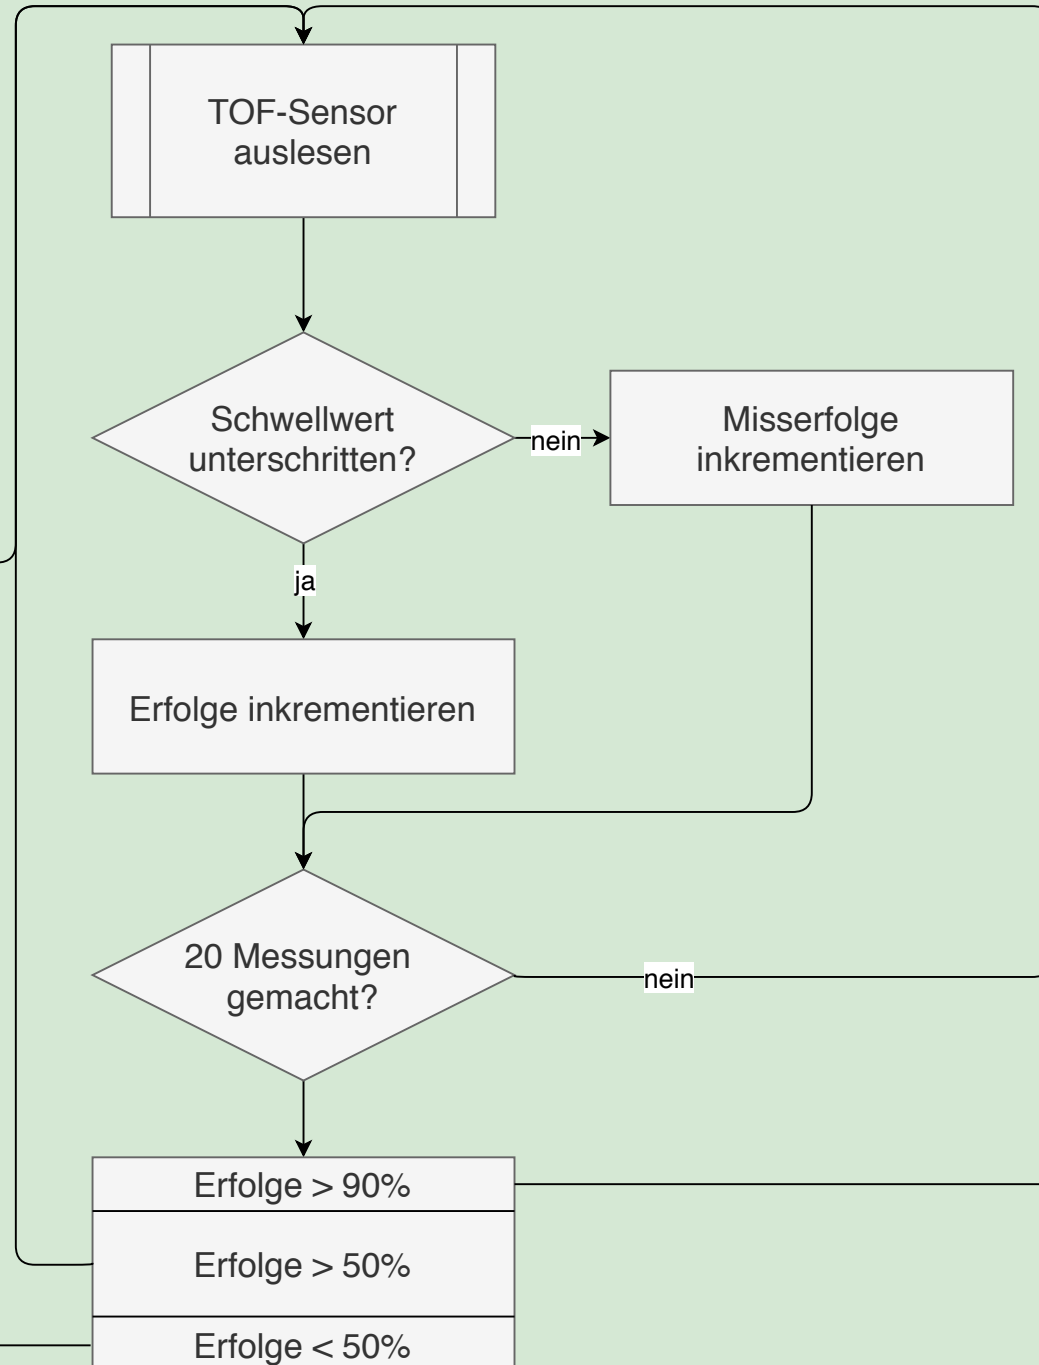 TOF-Sensor
auslesen
Schwellwert
unterschritten?
nein
Misserfolge
inkrementieren
ja
Erfolge inkrementieren
20 Messungen
gemacht?
nein
Erfolge > 90%
Erfolge > 50%
Erfolge < 50%